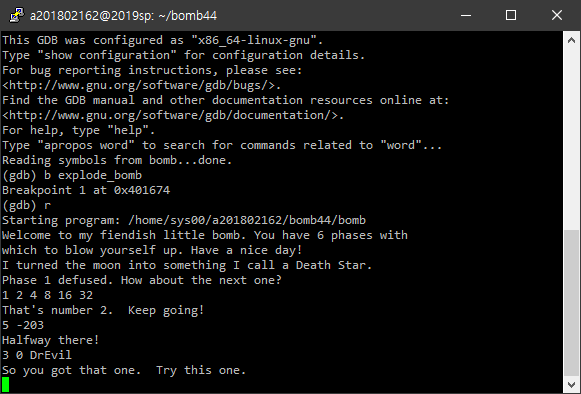 a201802162@2019sp: ~/bomb44
This GDB was configured as "x86_64-linux-gnu".
Type "show configuration" for configuration details.
For bug reporting instructions, please see:
<http://www.gnu.org/software/gdb/bugs/>.
Find the GDB manual and other documentation resources online at:
<http://www.gnu.org/software/gdb/documentation/>.
For help, type "help".
Type "apropos word" to search for commands related to "word"...
Reading symbols from bomb...done.
(gdb) b explode_bomb
Breakpoint 1 at 0x401674
(gdb) r
Starting program: /home/sys00/a201802162/bomb44/bomb
Welcome to my fiendish little bomb. You have 6 phases with
which to blow yourself up. Have a nice day!
I turned the moon into something I call a Death Star.
Phase 1 defused. How about the next one?
1 2 4 8 16 32
That's number 2.  Keep going!
5 -203
Halfway there!
3 0 DrEvil
So you got that one.  Try this one.